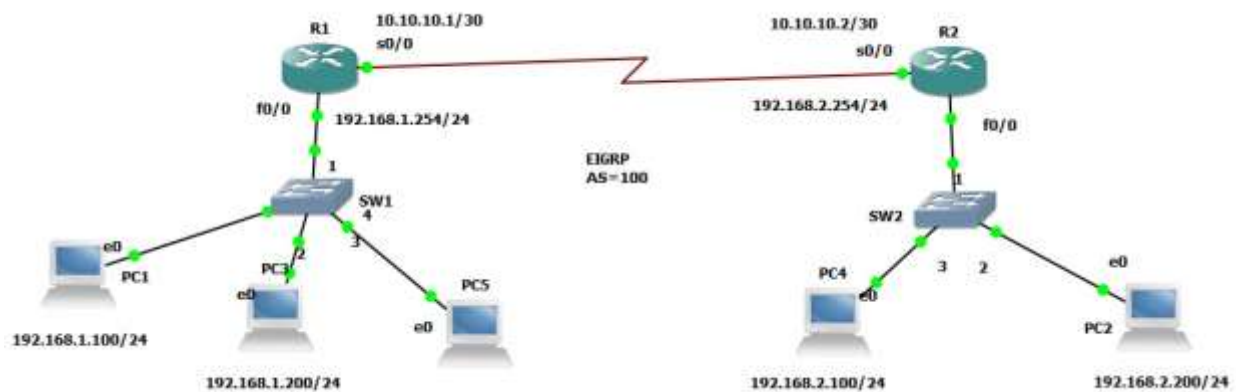 10.10.10.1/30
10.10.10.2/30
R1
R2
s0/0
s0/0
f0/0
192.168.1.254/24
192.168.2.254/24
f0/0
EIGRP
AS=100
1
1
SW1
SW2
4
3
2
3
2
e0
PC1
PC3
e0
PC5
e0
PC4
e0
e0
PC2
192.168.1.100/24
192.168.1.200/24
192.168.2.100/24
192.168.2.200/24